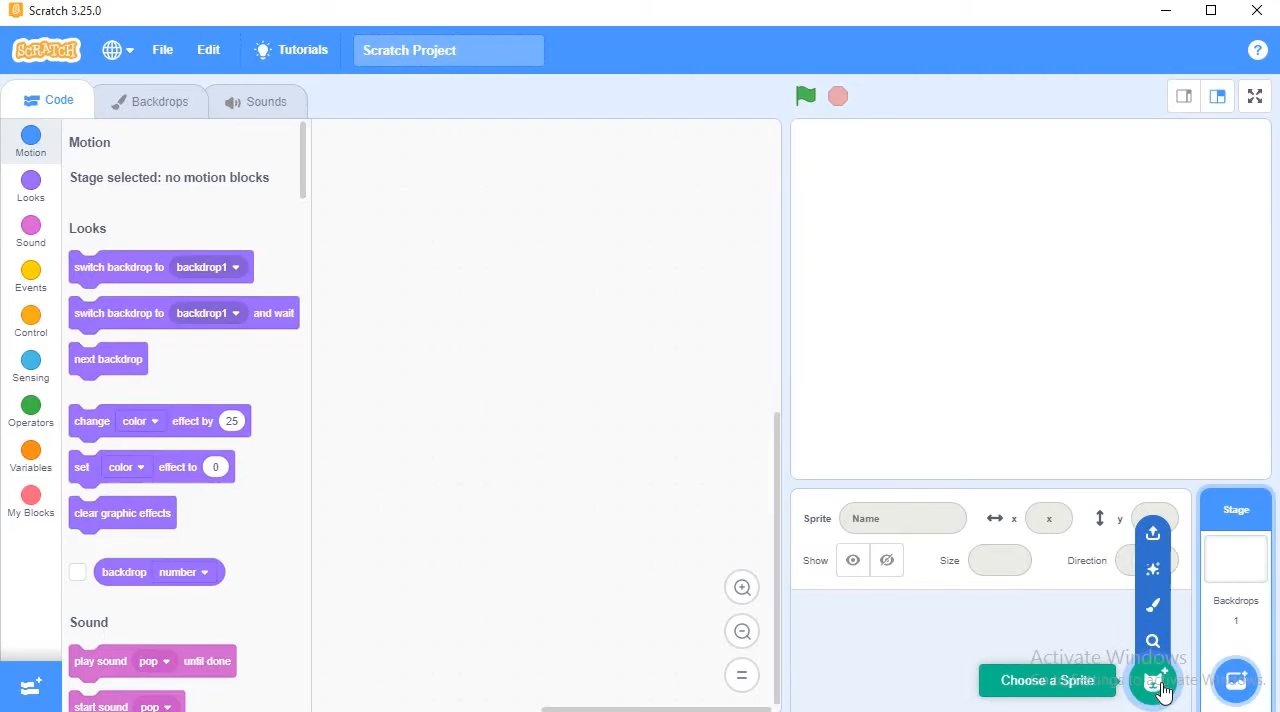 Scratch 3.25.0
SCRATCH
File
Edit
Tutorials
Scratch Project
?
Code
Backdrops
Sounds
Motion
Looks
Sound
Events
Control
Sensing
Operators
Variables
My Blocks
Motion
Stage selected: no motion blocks
Looks
switch backdrop to backdrop1
switch backdrop to backdrop1 and wait
next backdrop
change color effect by 25
set color effect to 0
clear graphic effects
backdrop number
Sound
play sound pop until done
start sound pop
Sprite Name x x y
Show Size Direction
Stage
Backdrops
1
Choose a Sprite
Activate Windows